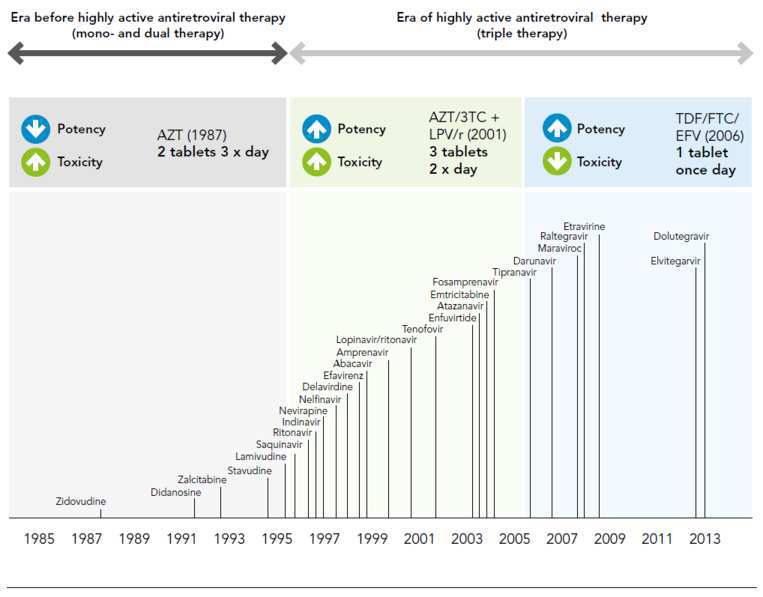 Era before highly active antiretroviral therapy
(mono- and dual therapy)
Era of highly active antiretroviral therapy
(triple therapy)
Potency
Toxicity
AZT (1987)
2 tablets 3 x day
Potency
Toxicity
AZT/3TC +
LPV/r (2001)
3 tablets
2 x day
Potency
Toxicity
TDF/FTC/
EFV (2006)
1 tablet
once day
Etravirine
Raltegravir
Dolutegravir
Maraviroc
Darunavir
Elvitegarvir
Tipranavir
Fosamprenavir
Emtricitabine
Atazanavir
Enfuvirtide
Tenofovir
Lopinavir/ritonavir
Amprenavir
Abacavir
Efavirenz
Delavirdine
Nelfinavir
Nevirapine
Indinavir
Ritonavir
Saquinavir
Lamivudine
Stavudine
Zalcitabine
Didanosine
Zidovudine
1985 1987 1989 1991 1993 1995 1997 1999 2001 2003 2005 2007 2009 2011 2013